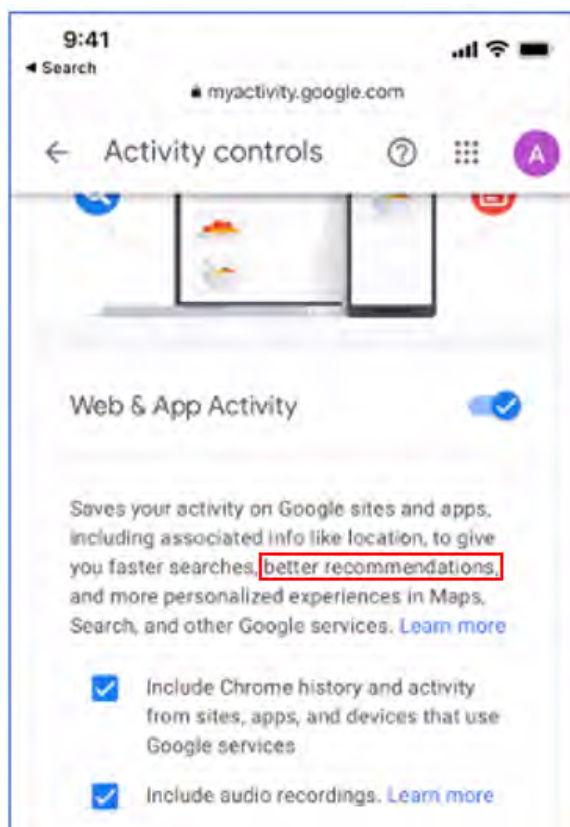 9:41
Search
myactivity.google.com
Activity controls
A
Web & App Activity
Saves your activity on Google sites and apps,
including associated info like location, to give
you faster searches, better recommendations,
and more personalized experiences in Maps,
Search, and other Google services. Learn more
Include Chrome history and activity
from sites, apps, and devices that use
Google services
Include audio recordings. Learn more